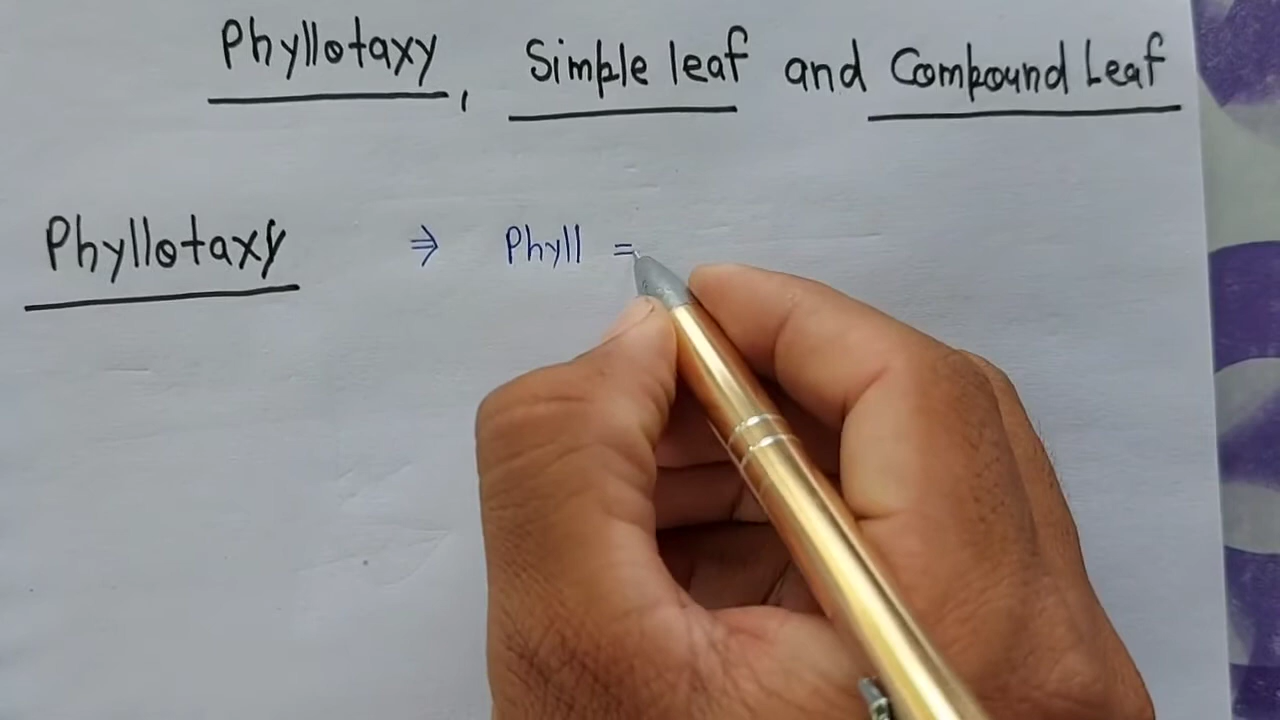 Phyllotaxy, Simple leaf and Compound Leaf
Phyllotaxy ⇒ Phyll =